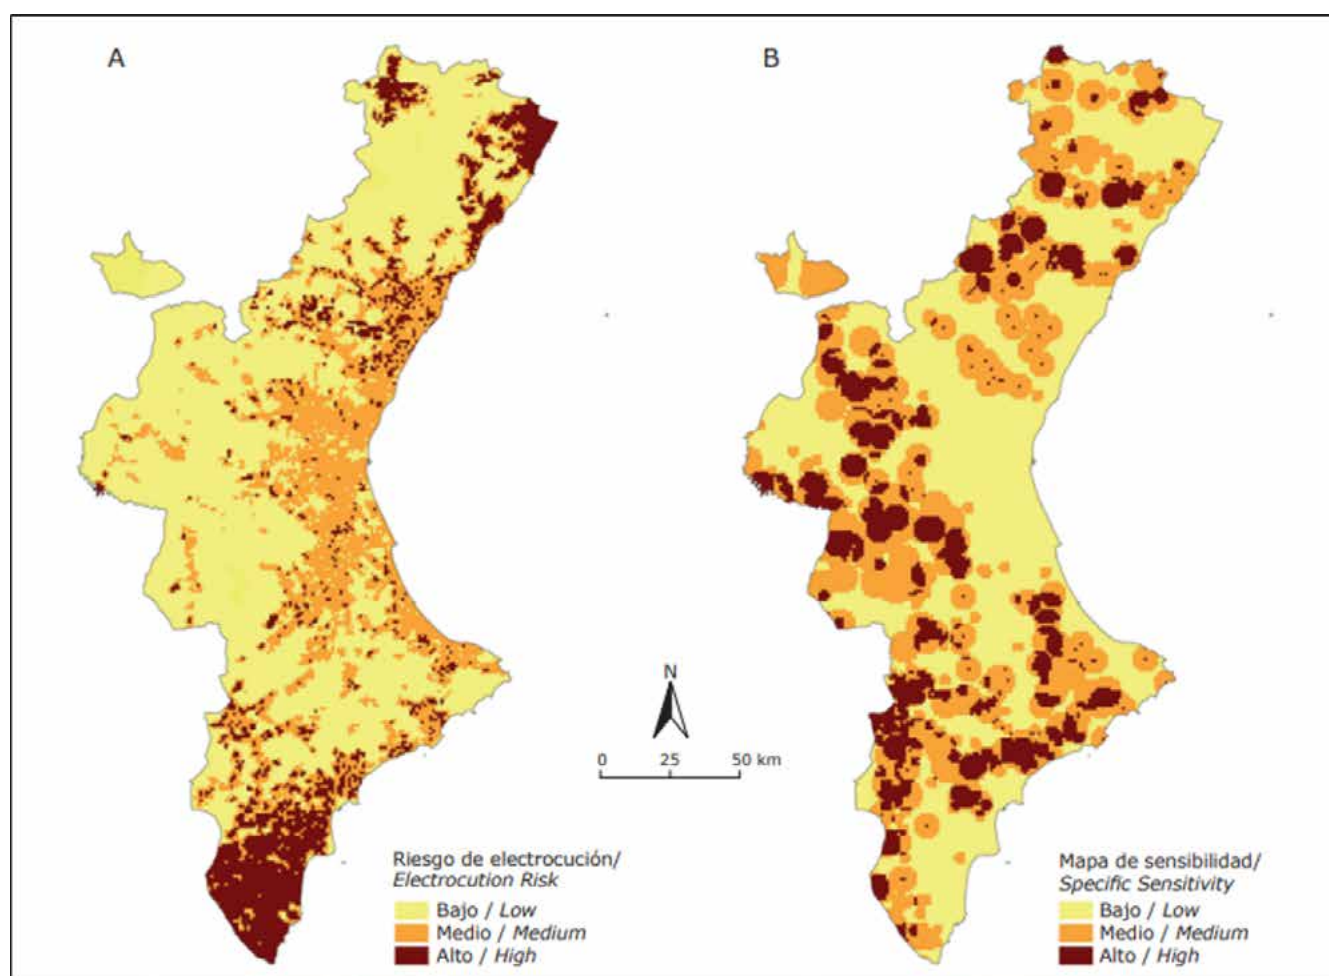 A
B
N
0 25 50 km
Riesgo de electrocución/
Electrocution Risk
Bajo / Low
Medio / Medium
Alto / High
Mapa de sensibilidad/
Specific Sensitivity
Bajo / Low
Medio / Medium
Alto / High